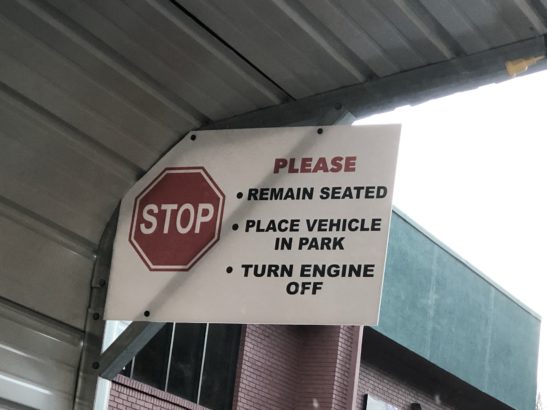 STOP
PLEASE
• REMAIN SEATED
• PLACE VEHICLE
IN PARK
• TURN ENGINE
OFF